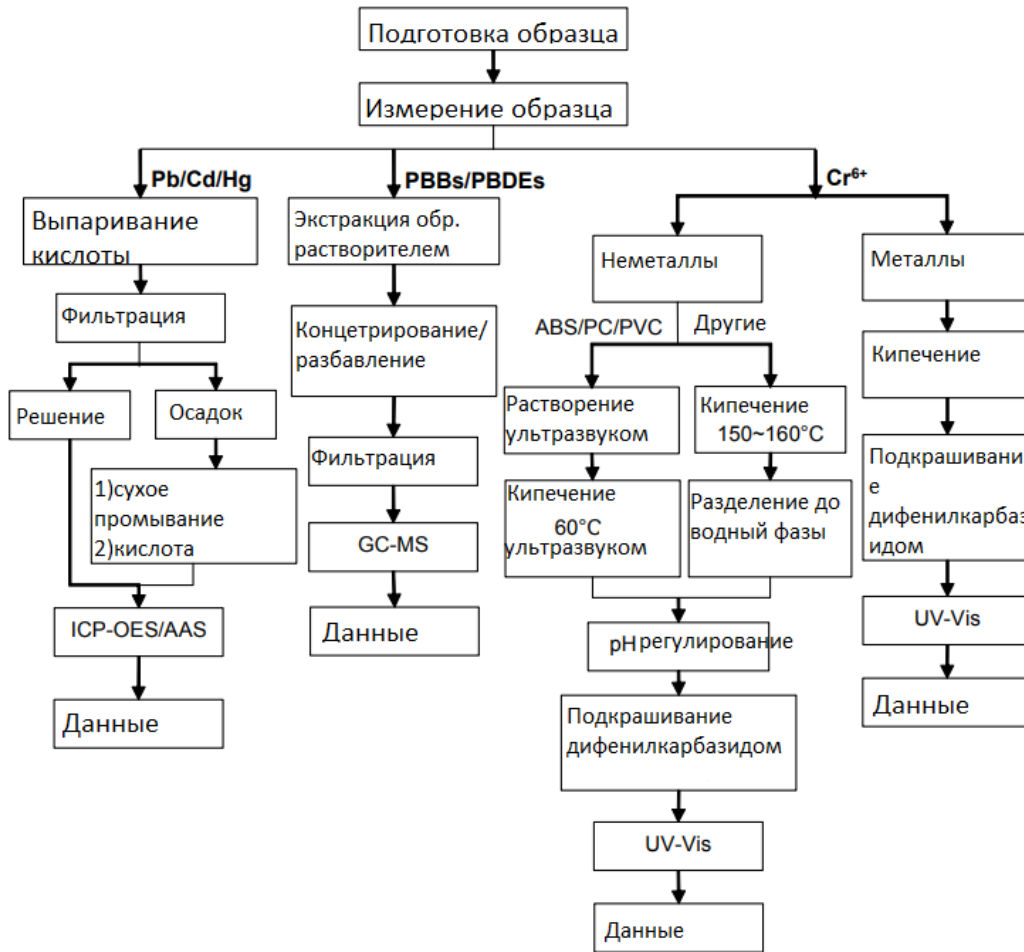 Подготовка образца
Измерение образца
Pb/Cd/Hg
PBBs/PBDEs
Cr⁶⁺
Выпаривание
кислоты
Фильтрация
Решение
Осадок
1)сухое
промывание
2)кислота
ICP-OES/AAS
Данные
Экстракция обр.
растворителем
Концетрирование/
разбавление
Фильтрация
GC-MS
Данные
Неметаллы
ABS/PC/PVC
Другие
Растворение
ультразвуком
Кипечение
60°C
ультразвуком
Кипечение
150~160°C
Разделение до
водный фазы
pH регулирование
Подкрашивание
дифенилкарбазидом
UV-Vis
Данные
Металлы
Кипечение
Подкрашивани
е
дифенилкарбаз
идом
UV-Vis
Данные